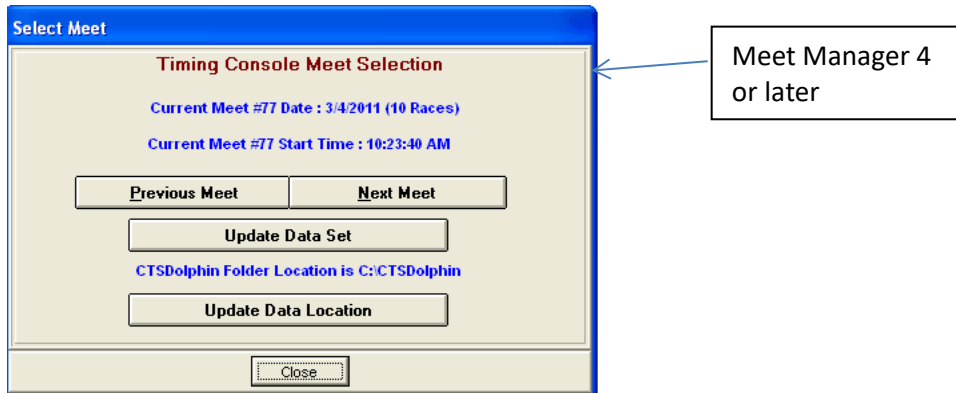 Select Meet
Timing Console Meet Selection
Current Meet #77 Date : 3/4/2011 (10 Races)
Current Meet #77 Start Time : 10:23:40 AM
Previous Meet
Next Meet
Update Data Set
CTSDolphin Folder Location is C:\CTSDolphin
Update Data Location
Close
Meet Manager 4
or later